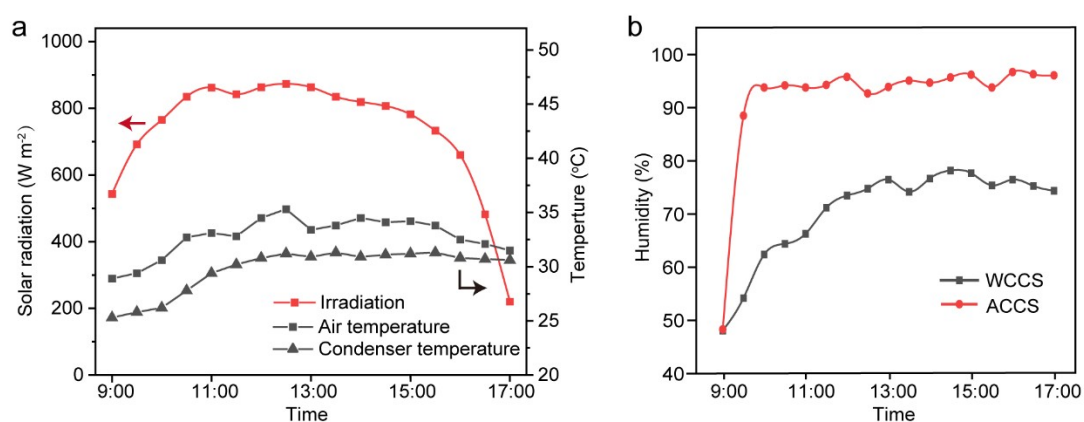 a
1000
800
600
400
200
0
Solar radiation (W m-2)
50
45
40
35
30
25
20
Temperture (°C)
Irradiation
Air temperature
Condenser temperature
9:00 11:00 13:00 15:00 17:00
Time
b
100
90
80
70
60
50
40
Humidity (%)
WCCS
ACCS
9:00 11:00 13:00 15:00 17:00
Time